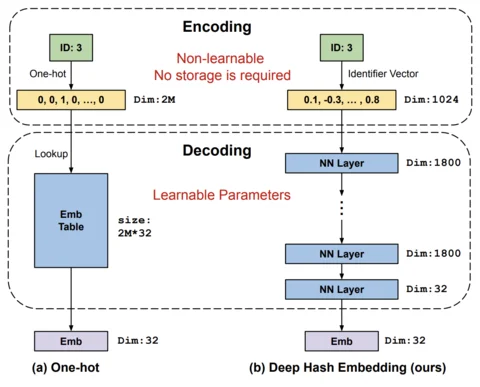 Encoding
ID: 3
ID: 3
Non-learnable
No storage is required
One-hot
Identifier Vector
0, 0, 1, 0, ..., 0
Dim:2M
0.1, -0.3, ... , 0.8
Dim:1024
Decoding
Lookup
NN Layer
Dim:1800
Learnable Parameters
Emb
Table
size:
2M*32
NN Layer
Dim:1800
NN Layer
Dim:32
Emb
Dim:32
Emb
Dim:32
(a) One-hot
(b) Deep Hash Embedding (ours)